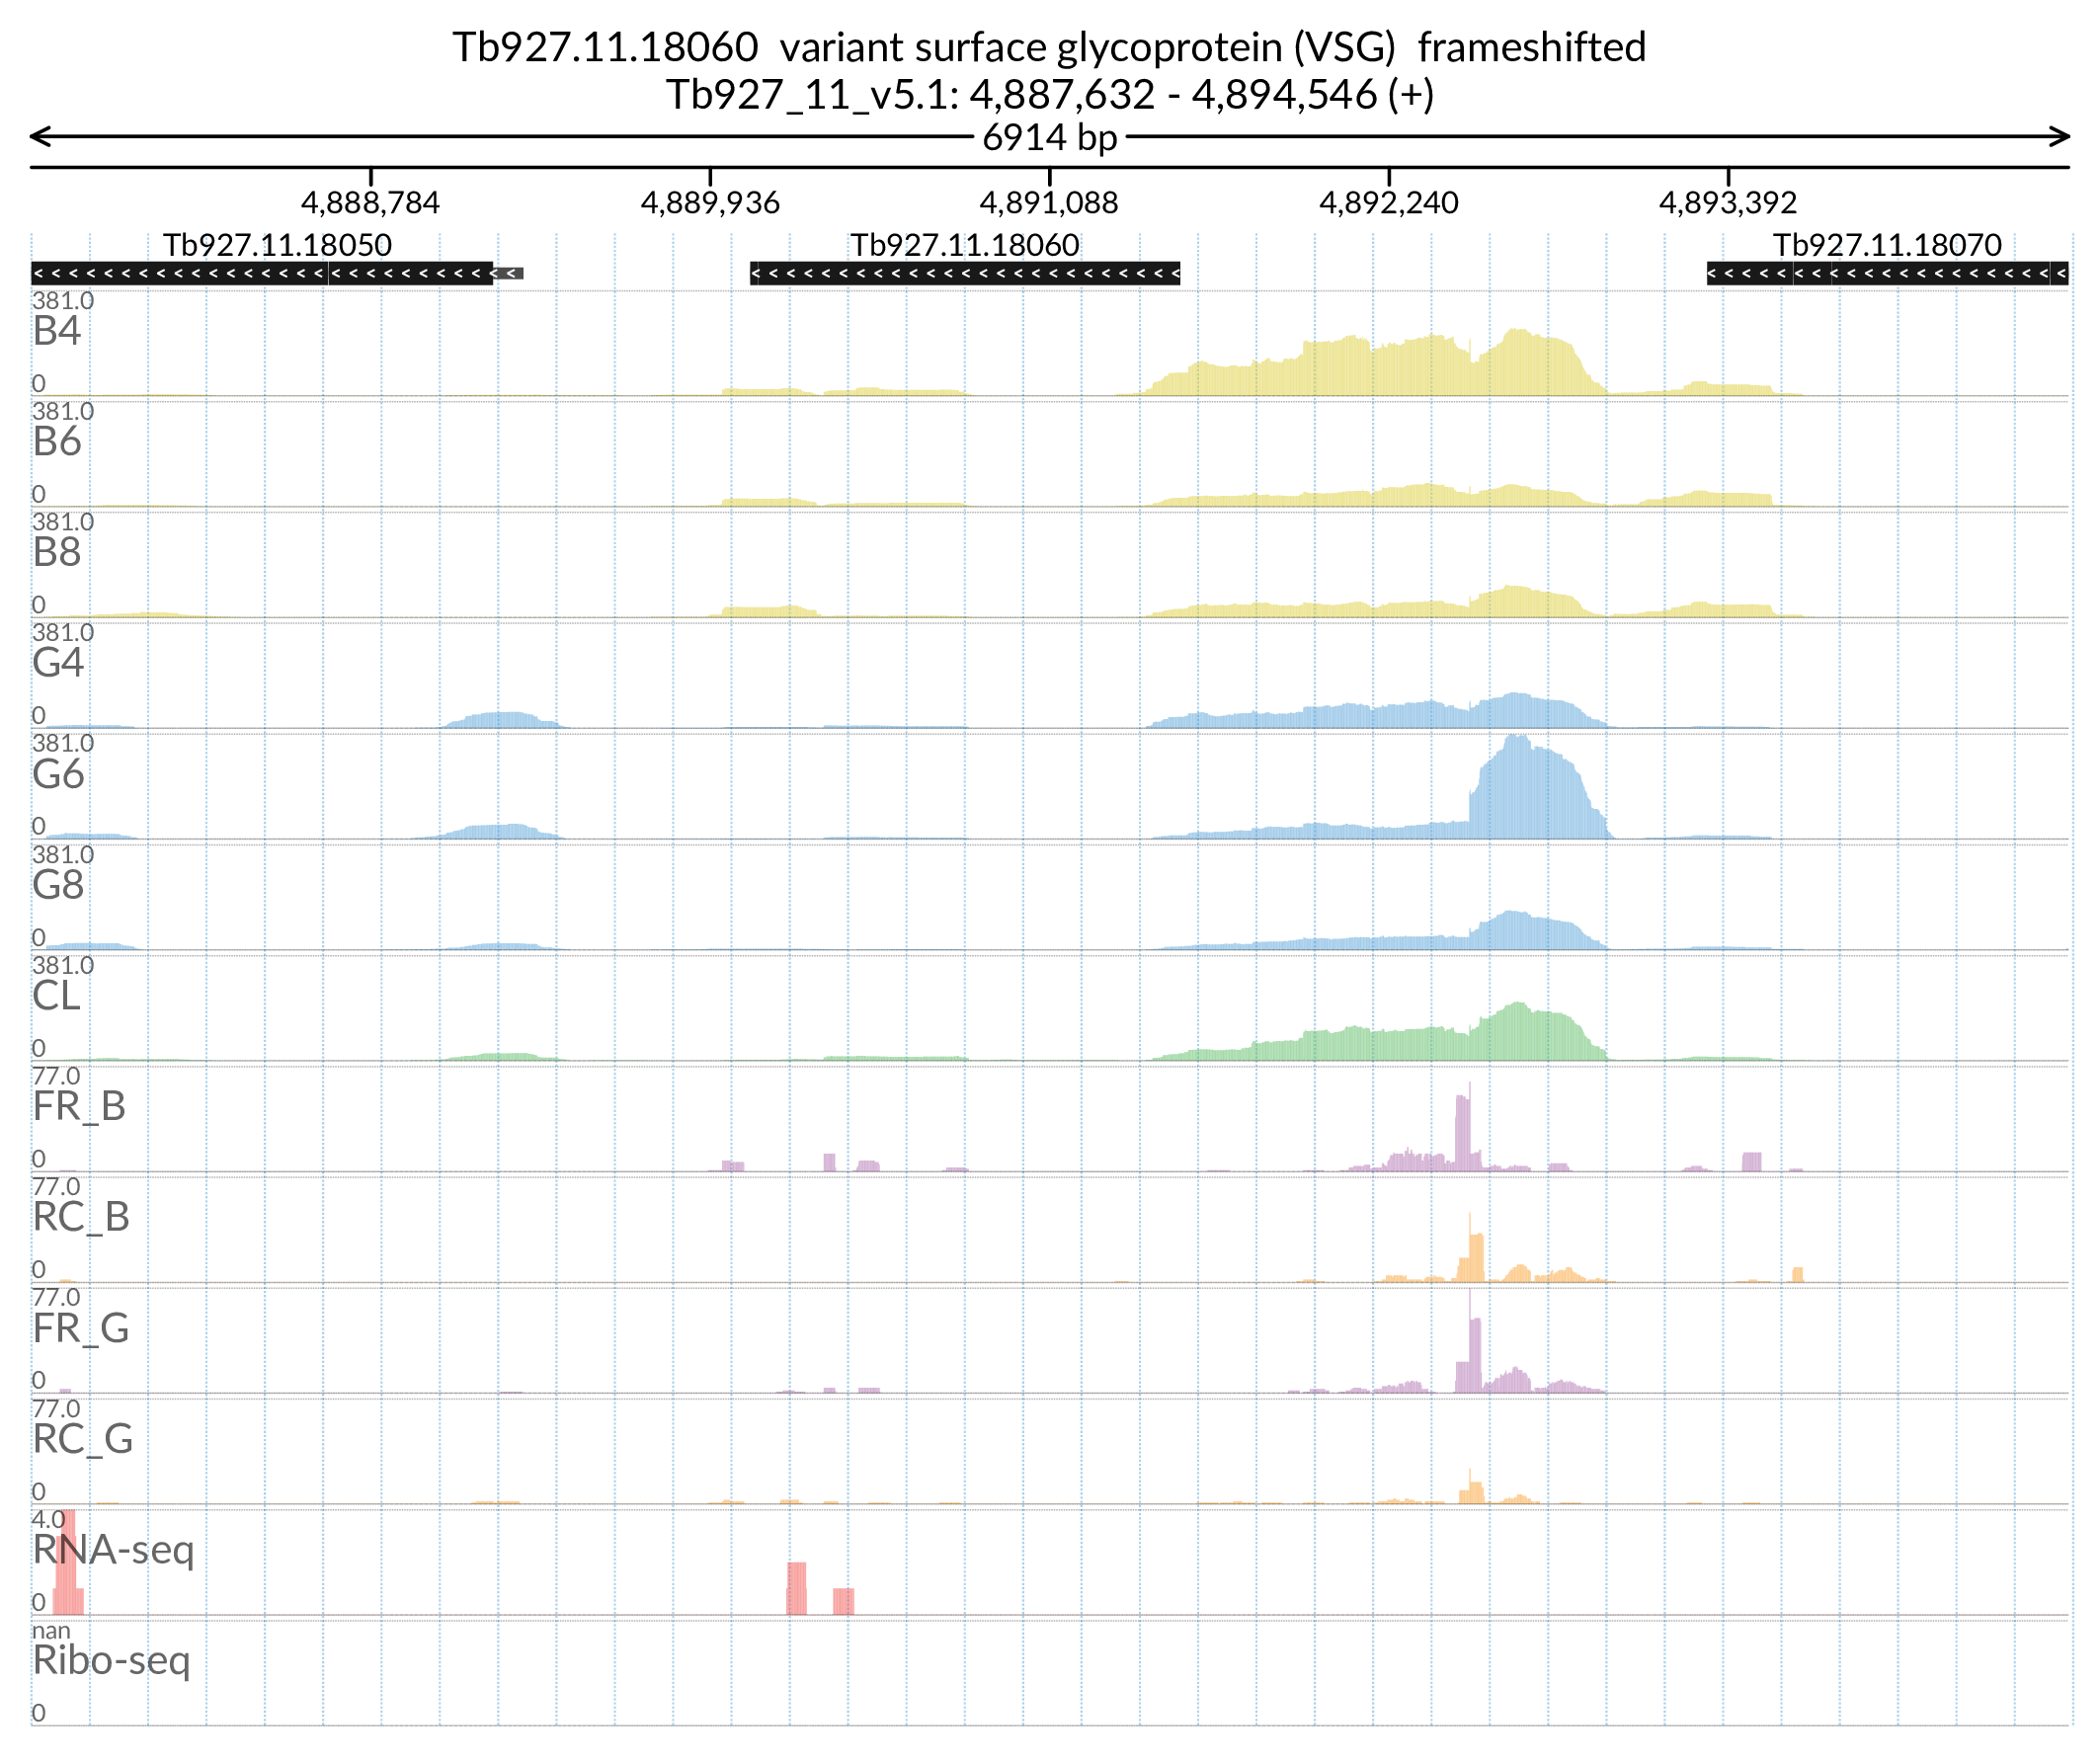 Tb927.11.18060  variant surface glycoprotein (VSG)  frameshifted
Tb927_11_v5.1: 4,887,632 - 4,894,546 (+)
6914 bp
4,888,784 4,889,936 4,891,088 4,892,240 4,893,392
Tb927.11.18050 Tb927.11.18060 Tb927.11.18070
381.0
B4
0
381.0
B6
0
381.0
B8
0
381.0
G4
0
381.0
G6
0
381.0
G8
0
381.0
CL
0
77.0
FR_B
0
77.0
RC_B
0
77.0
FR_G
0
77.0
RC_G
0
4.0
RNA-seq
0
nan
Ribo-seq
0